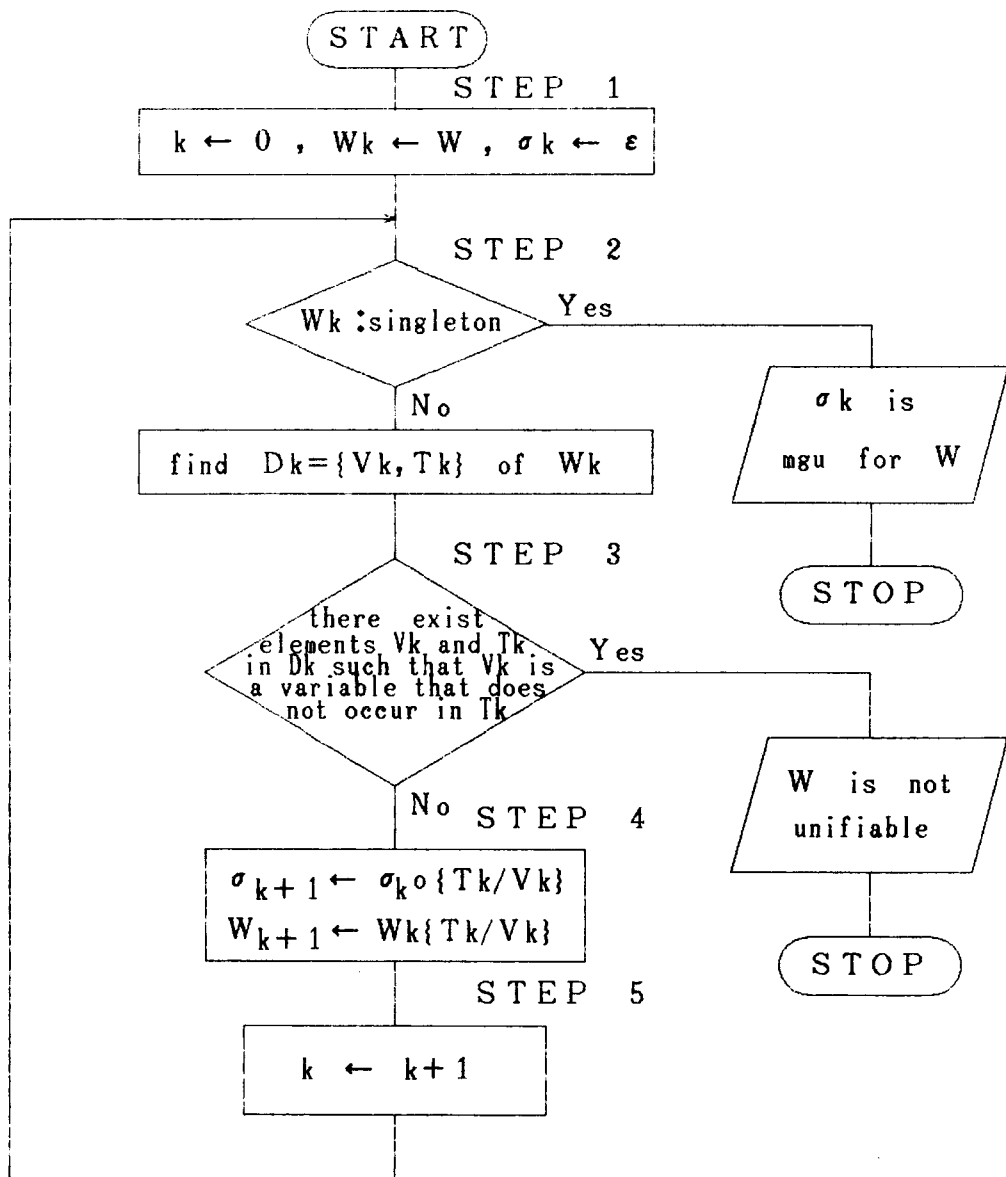 START
STEP 1
k ← 0 , Wk ← W , σk ← ε
STEP 2
Wk :singleton
Yes
No
σk is
mgu for W
find Dk={Vk,Tk} of Wk
STOP
STEP 3
there exist
elements Vk and Tk
in Dk such that Vk is
a variable that does
not occur in Tk
Yes
No
W is not
unifiable
STOP
STEP 4
σk+1 ← σk o{Tk/Vk}
Wk+1 ← Wk{Tk/Vk}
STEP 5
k ← k+1